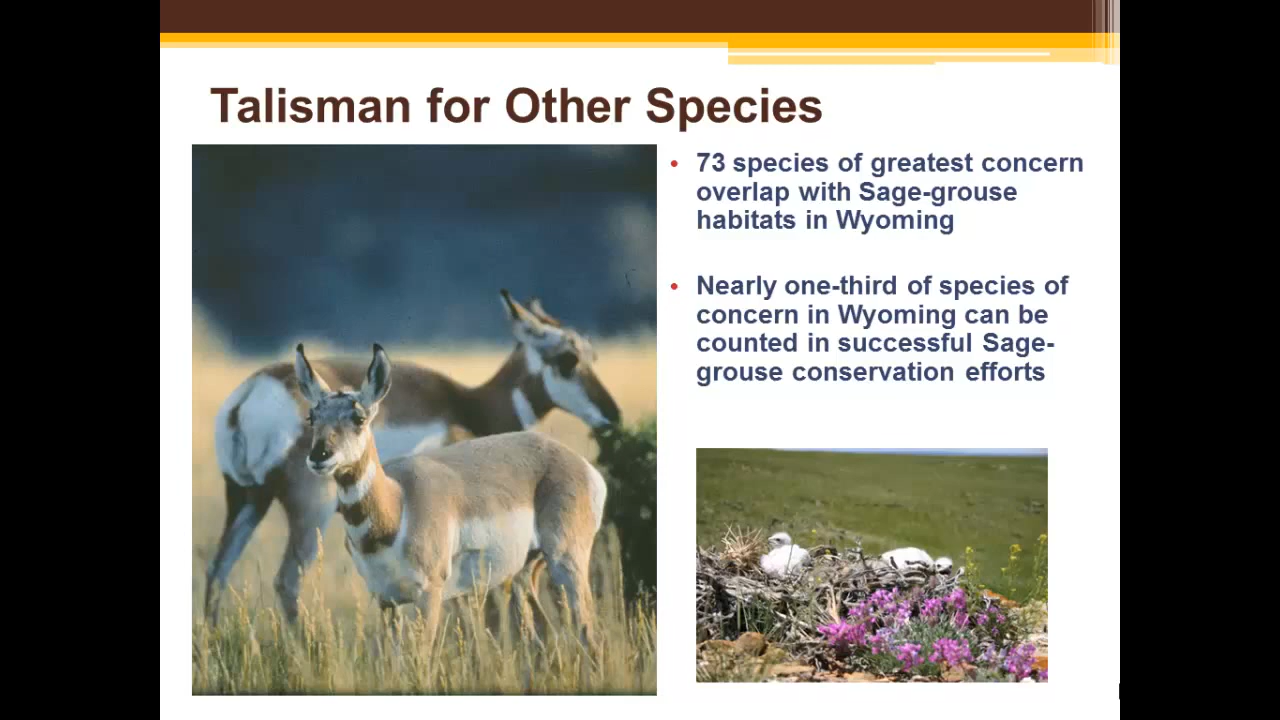 Talisman for Other Species
• 73 species of greatest concern
overlap with Sage-grouse
habitats in Wyoming
• Nearly one-third of species of
concern in Wyoming can be
counted in successful Sage-
grouse conservation efforts